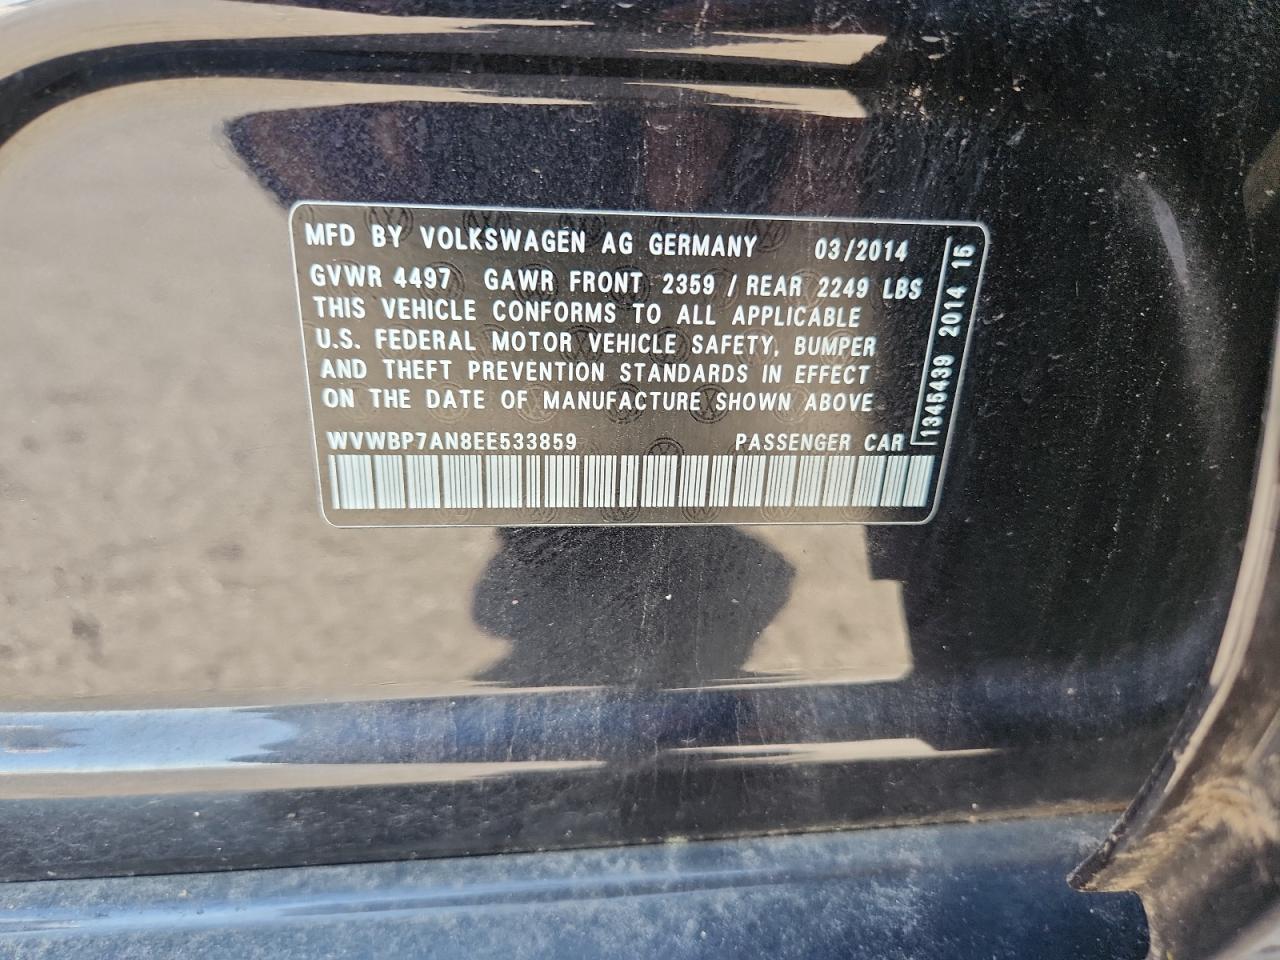 MFD BY VOLKSWAGEN AG GERMANY 03/2014
GVWR 4497 GAWR FRONT 2359 / REAR 2249 LBS
THIS VEHICLE CONFORMS TO ALL APPLICABLE
U.S. FEDERAL MOTOR VEHICLE SAFETY, BUMPER
AND THEFT PREVENTION STANDARDS IN EFFECT
ON THE DATE OF MANUFACTURE SHOWN ABOVE
WVWBP7AN8EE533859 PASSENGER CAR
1345439 2014 15